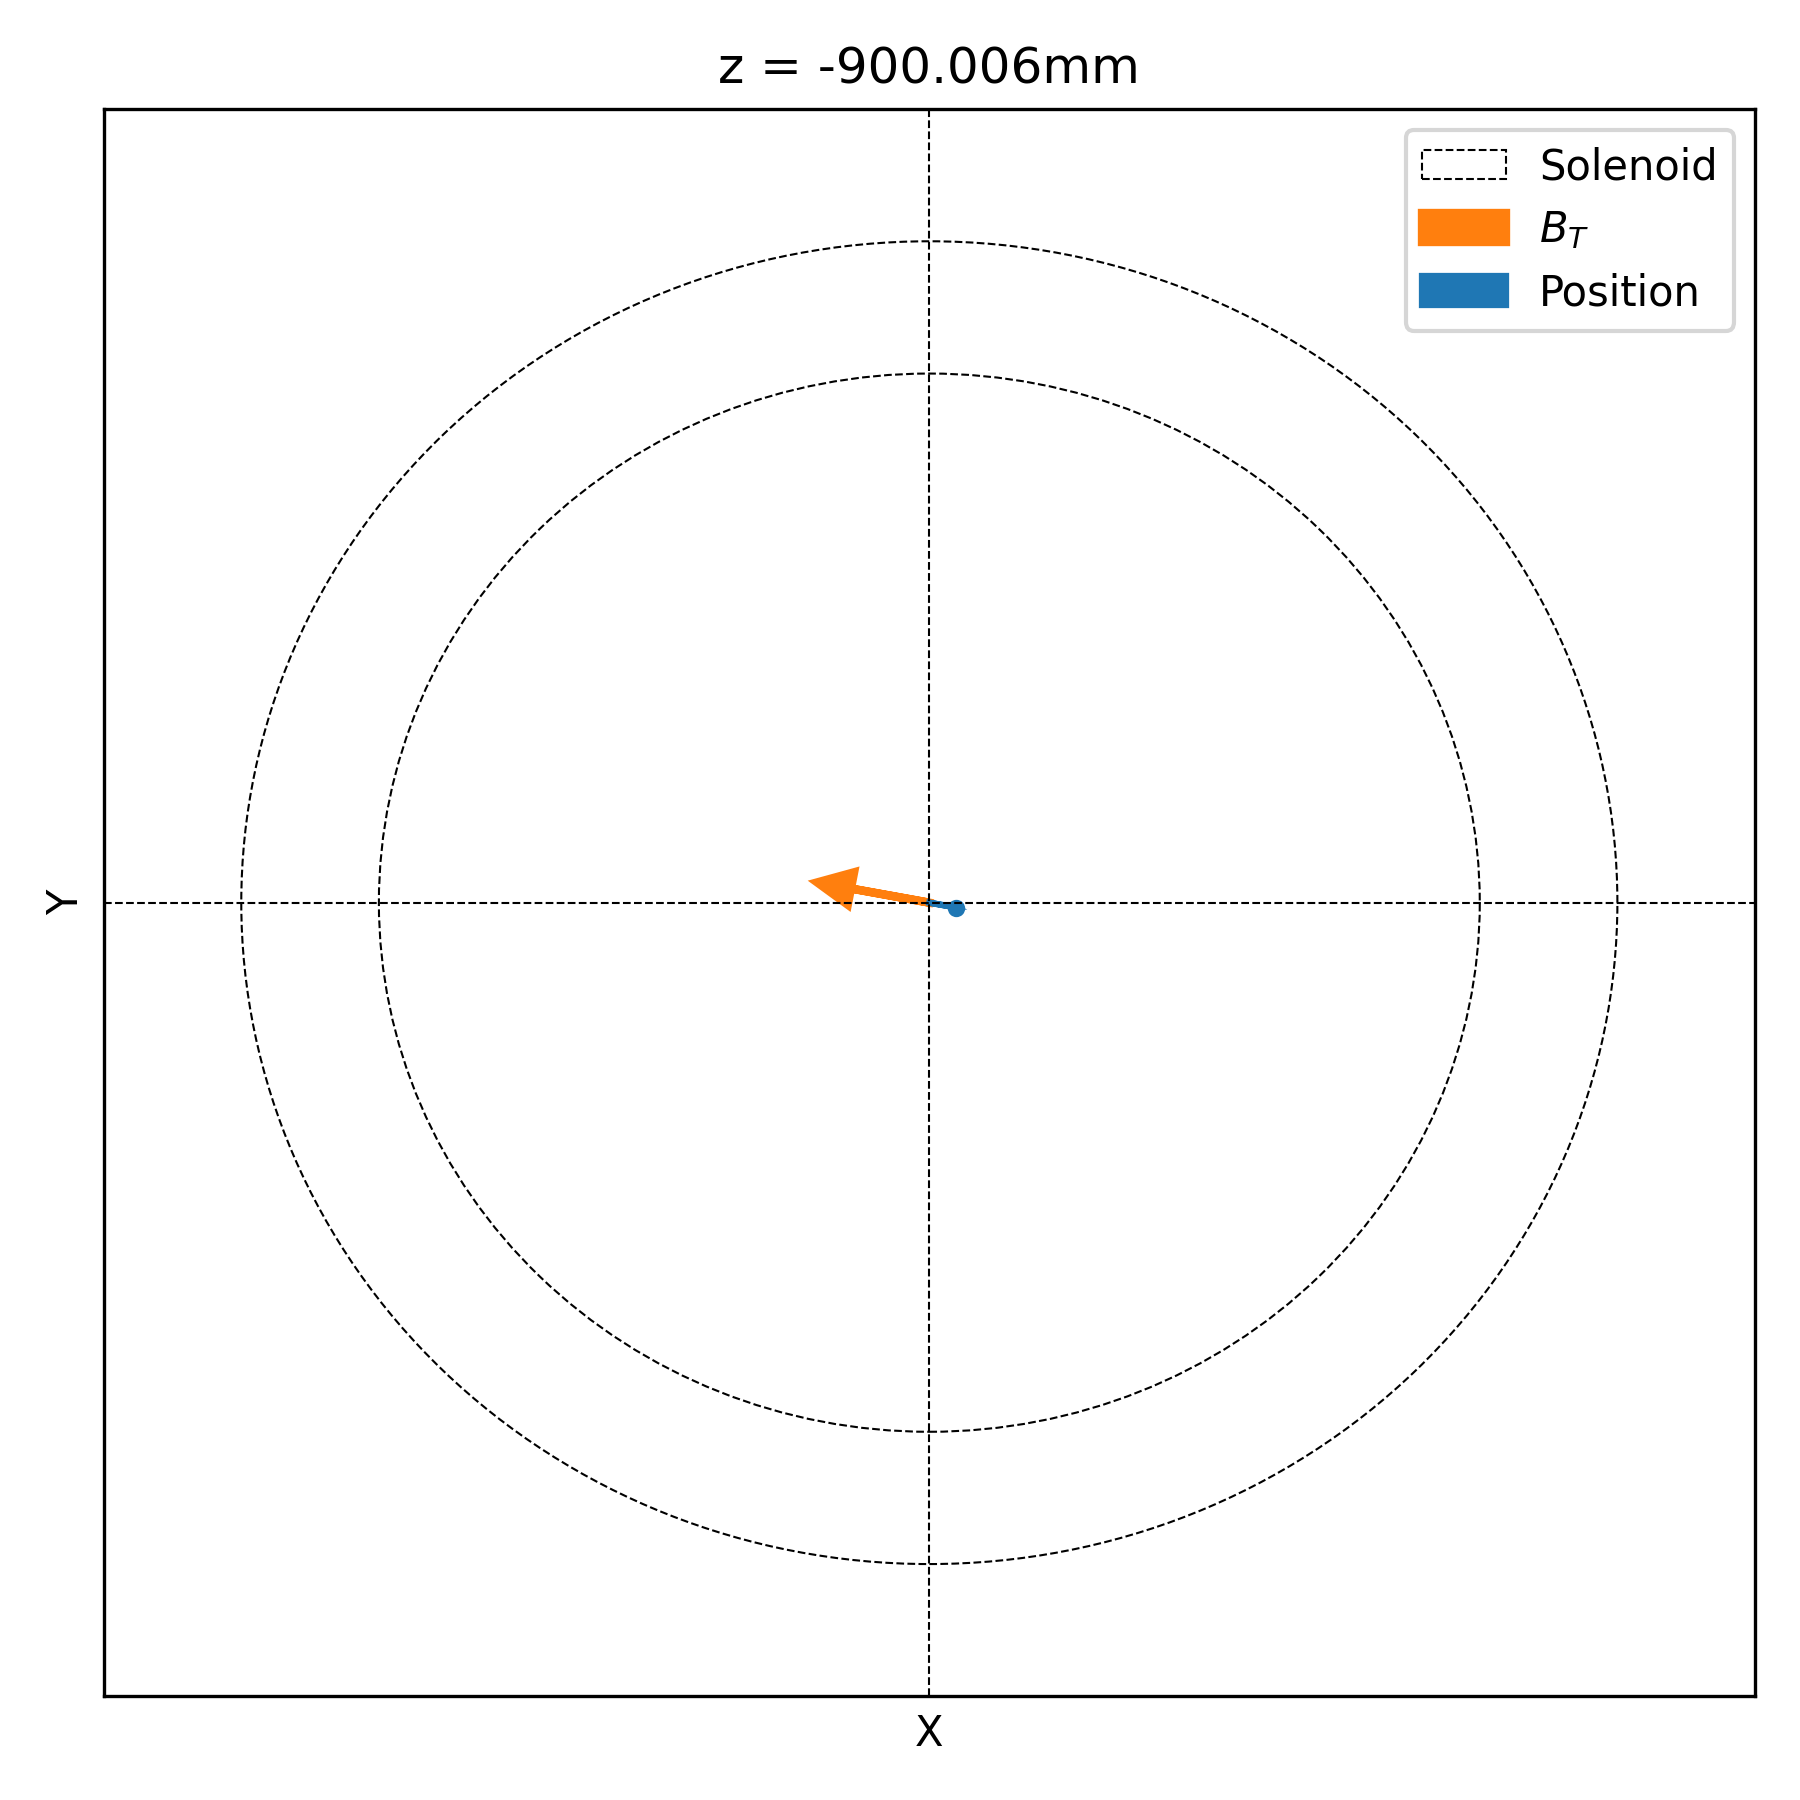 z = -900.006mm
Solenoid
B_T
Position
Y
X